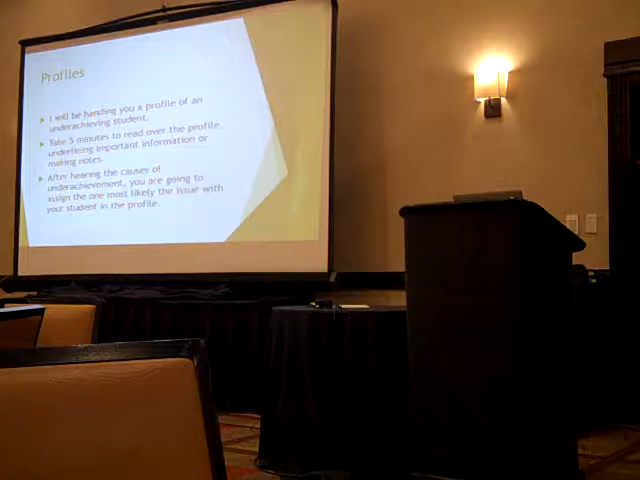 Profiles
I will be handing you a profile of an
underachieving student.
Take 5 minutes to read over the profile
underlining important information or
making notes.
After hearing the causes of
underachievement, you are going to
assign the one most likely the issue with
your student in the profile.